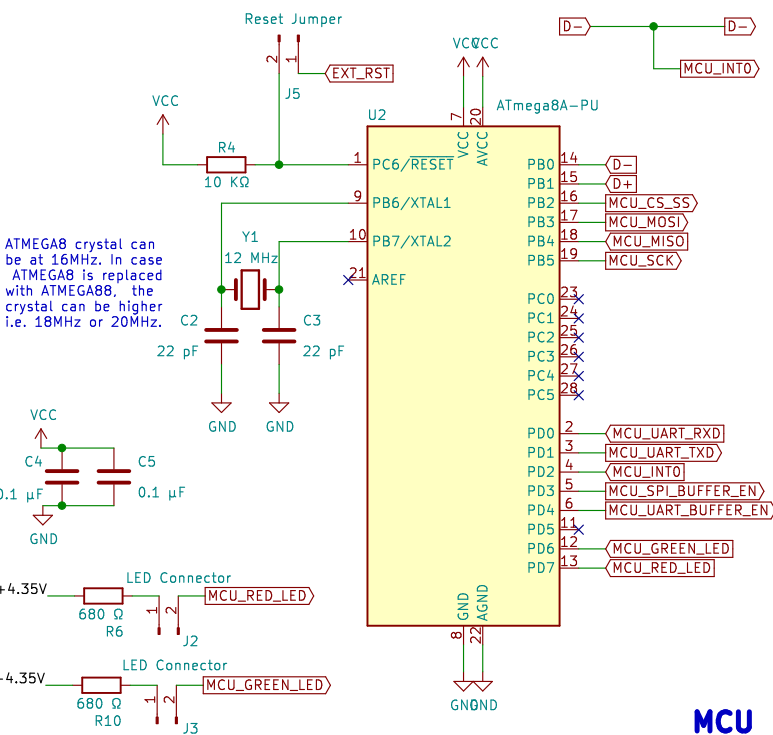 Reset Jumper
2
1
EXT_RST
J5
D-
D-
MCU_INT0
VCC
VCC
VCC
ATmega8A-PU
U2
7
20
VCC
AVCC
R4
10 KΩ
1
PC6/RESET
9
PB6/XTAL1
10
PB7/XTAL2
21
AREF
Y1
12 MHz
ATMEGA8 crystal can
be at 16MHz. In case
ATMEGA8 is replaced
with ATMEGA88, the
crystal can be higher
i.e. 18MHz or 20MHz.
C2
22 pF
C3
22 pF
GND
GND
PB0 14 D-
PB1 15 D+
PB2 16 MCU_CS_SS
PB3 17 MCU_MOSI
PB4 18 MCU_MISO
PB5 19 MCU_SCK
PC0 23
PC1 24
PC2 25
PC3 26
PC4 27
PC5 28
PD0 2 MCU_UART_RXD
PD1 3 MCU_UART_TXD
PD2 4 MCU_INT0
PD3 5 MCU_SPI_BUFFER_EN
PD4 6 MCU_UART_BUFFER_EN
PD5 11
PD6 12 MCU_GREEN_LED
PD7 13 MCU_RED_LED
VCC
C4
0.1 µF
C5
0.1 µF
GND
LED Connector
+4.35V
680 Ω
R6
1
2
MCU_RED_LED
J2
LED Connector
+4.35V
680 Ω
R10
1
2
MCU_GREEN_LED
J3
GND
AGND
8
22
GND
GND
MCU